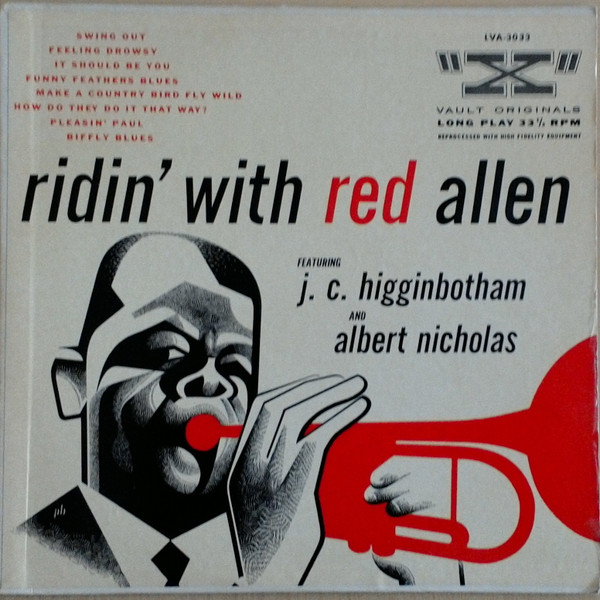 SWING OUT
FEELING DROWSY
IT SHOULD BE YOU
FUNNY FEATHERS BLUES
MAKE A COUNTRY BIRD FLY WILD
HOW DO THEY DO IT THAT WAY?
PLEASIN' PAUL
BIFFLY BLUES
LVA-3033
"X"
VAULT ORIGINALS
LONG PLAY 33⅓ RPM
REPROCESSED WITH HIGH FIDELITY EQUIPMENT
ridin' with red allen
FEATURING
j. c. higginbotham
AND
albert nicholas
ph